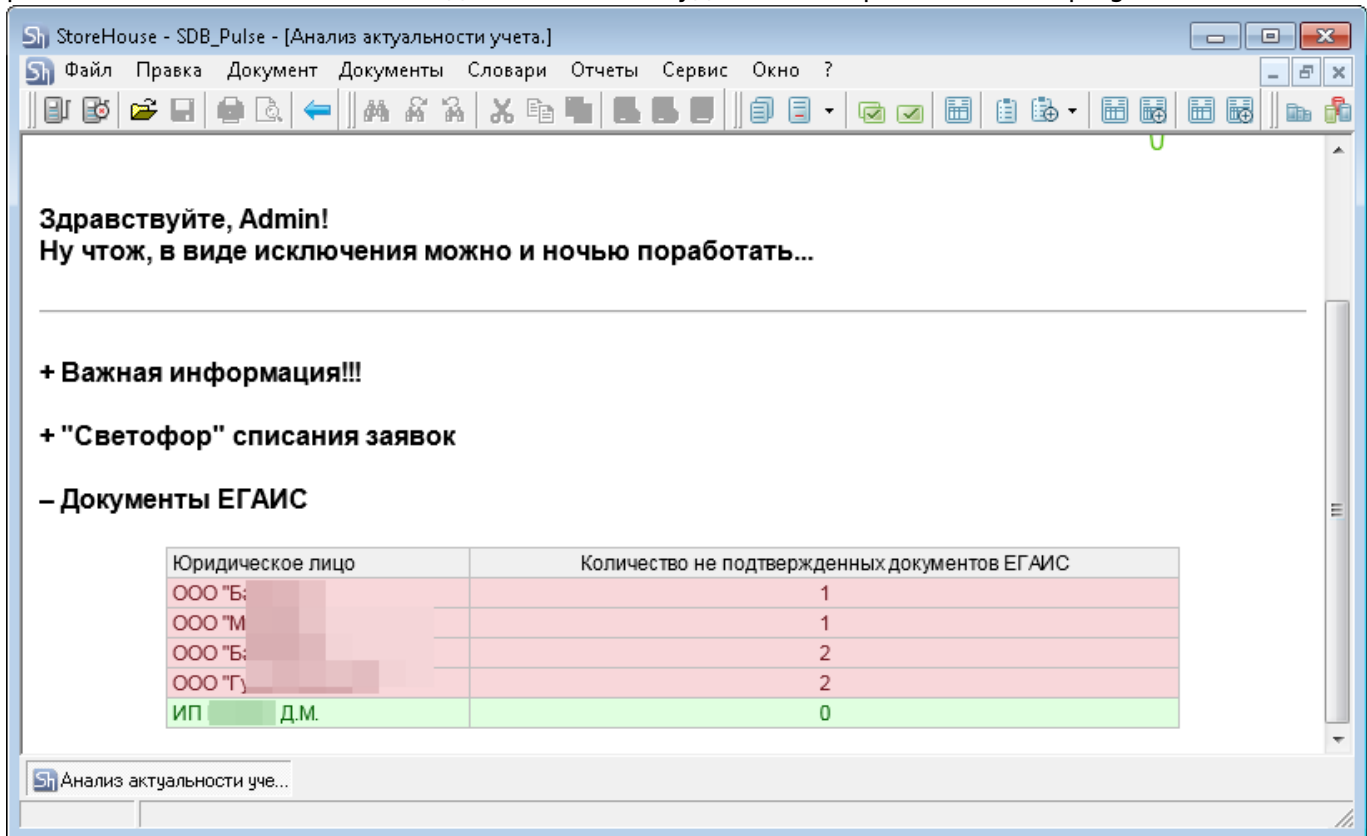 StoreHouse - SDB_Pulse - [Анализ актуальности учета.]
Файл Правка Документ Документы Словари Отчеты Сервис Окно ?
Здравствуйте, Admin!
Ну чтож, в виде исключения можно и ночью поработать...
+ Важная информация!!!
+ "Светофор" списания заявок
– Документы ЕГАИС
Юридическое лицо Количество не подтвержденных документов ЕГАИС
ООО 1
ООО 1
ООО 2
ООО 2
ИП Д.М. 0
Анализ актуальности уче...